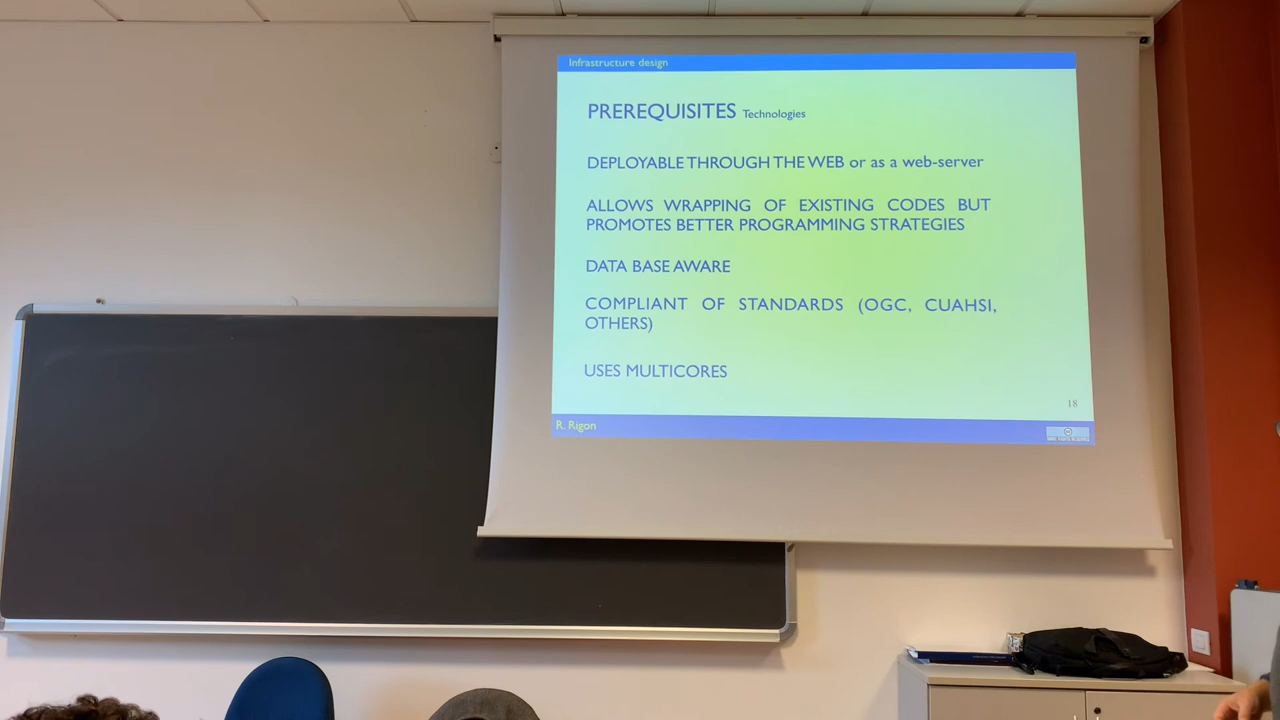 Infrastructure design
PREREQUISITES Technologies
DEPLOYABLE THROUGH THE WEB or as a web-server
ALLOWS WRAPPING OF EXISTING CODES BUT
PROMOTES BETTER PROGRAMMING STRATEGIES
DATA BASE AWARE
COMPLIANT OF STANDARDS (OGC, CUAHSI,
OTHERS)
USES MULTICORES
18
R. Rigon